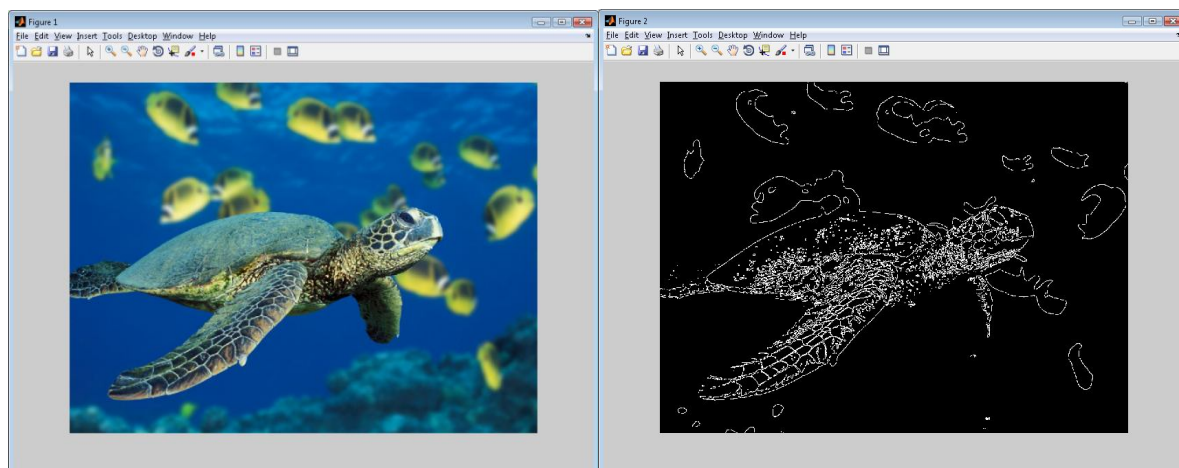 Figure 1
File Edit View Insert Tools Desktop Window Help
Figure 2
File Edit View Insert Tools Desktop Window Help